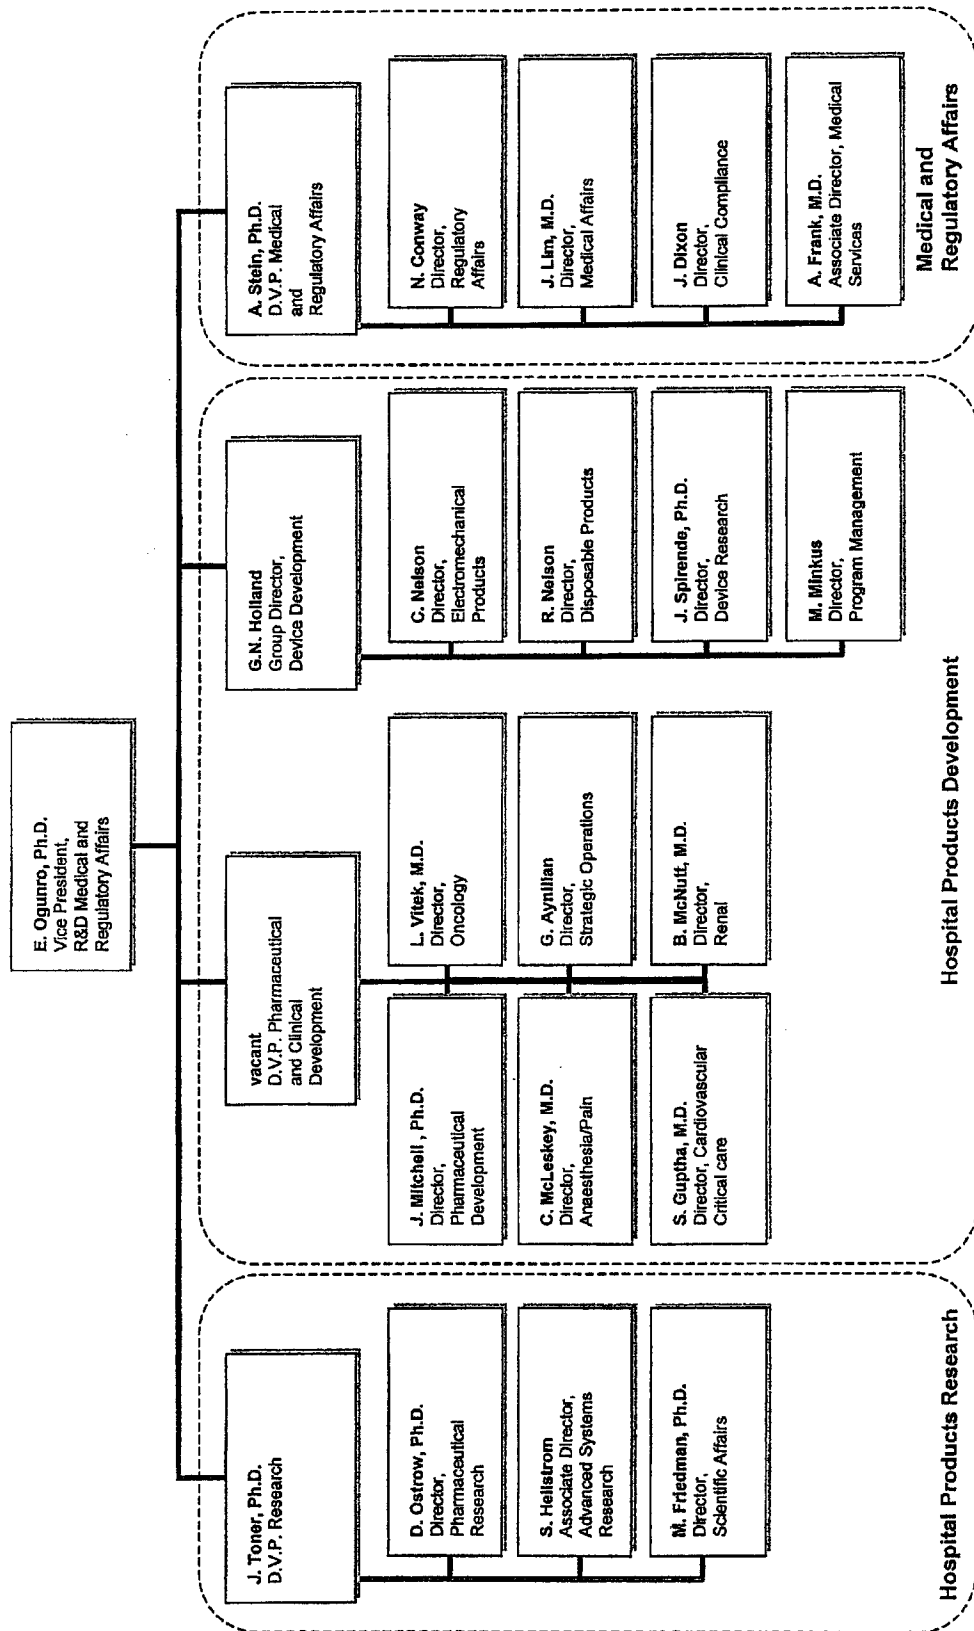 E. Ogunro, Ph.D.
Vice President,
R&D Medical and
Regulatory Affairs
J. Toner, Ph.D.
D.V.P. Research
D. Ostrow, Ph.D.
Director,
Pharmaceutical
Research
S. Hellstrom
Associate Director,
Advanced Systems
Research
M. Friedman, Ph.D.
Director,
Scientific Affairs
Hospital Products Research
vacant
D.V.P. Pharmaceutical
and Clinical
Development
J. Mitchell, Ph.D.
Director,
Pharmaceutical
Development
L. Vitek, M.D.
Director,
Oncology
C. McLeskey, M.D.
Director,
Anaesthesia/Pain
G. Aynilian
Director,
Strategic Operations
S. Guptha, M.D.
Director, Cardiovascular
Critical care
B. McNutt, M.D.
Director,
Renal
G.N. Holland
Group Director,
Device Development
C. Nelson
Director,
Electromechanical
Products
R. Nelson
Director,
Disposable Products
J. Spirende, Ph.D.
Director,
Device Research
M. Minkus
Director,
Program Management
Hospital Products Development
A. Stein, Ph.D.
D.V.P. Medical
and
Regulatory Affairs
N. Conway
Director,
Regulatory
Affairs
J. Lim, M.D.
Director,
Medical Affairs
J. Dixon
Director,
Clinical Compliance
A. Frank, M.D.
Associate Director, Medical
Services
Medical and
Regulatory Affairs